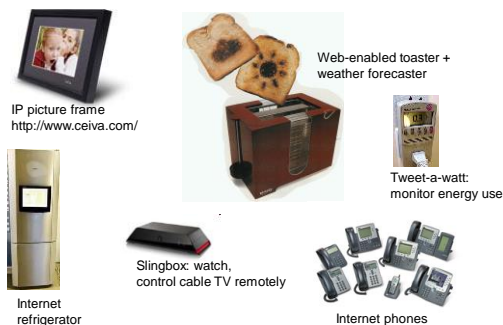 Web-enabled toaster +
weather forecaster
IP picture frame
http://www.ceiva.com/
Tweet-a-watt:
monitor energy use
Slingbox: watch,
control cable TV remotely
Internet
refrigerator
Internet phones